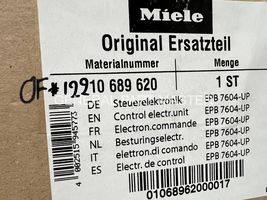 Miele
Original Ersatzteil
Materialnummer Menge
OF#122 10 689 620 1 ST
DE Steuerelektronik EPB 7604-UP
EN Control electr.unit EPB 7604-UP
FR Electron.commande EPB 7604-UP
NL Besturingselectr. EPB 7604-UP
IT elettron.di comando EPB 7604-UP
ES Electr. de control EPB 7604-UP
4 002515 945773
01068962000017